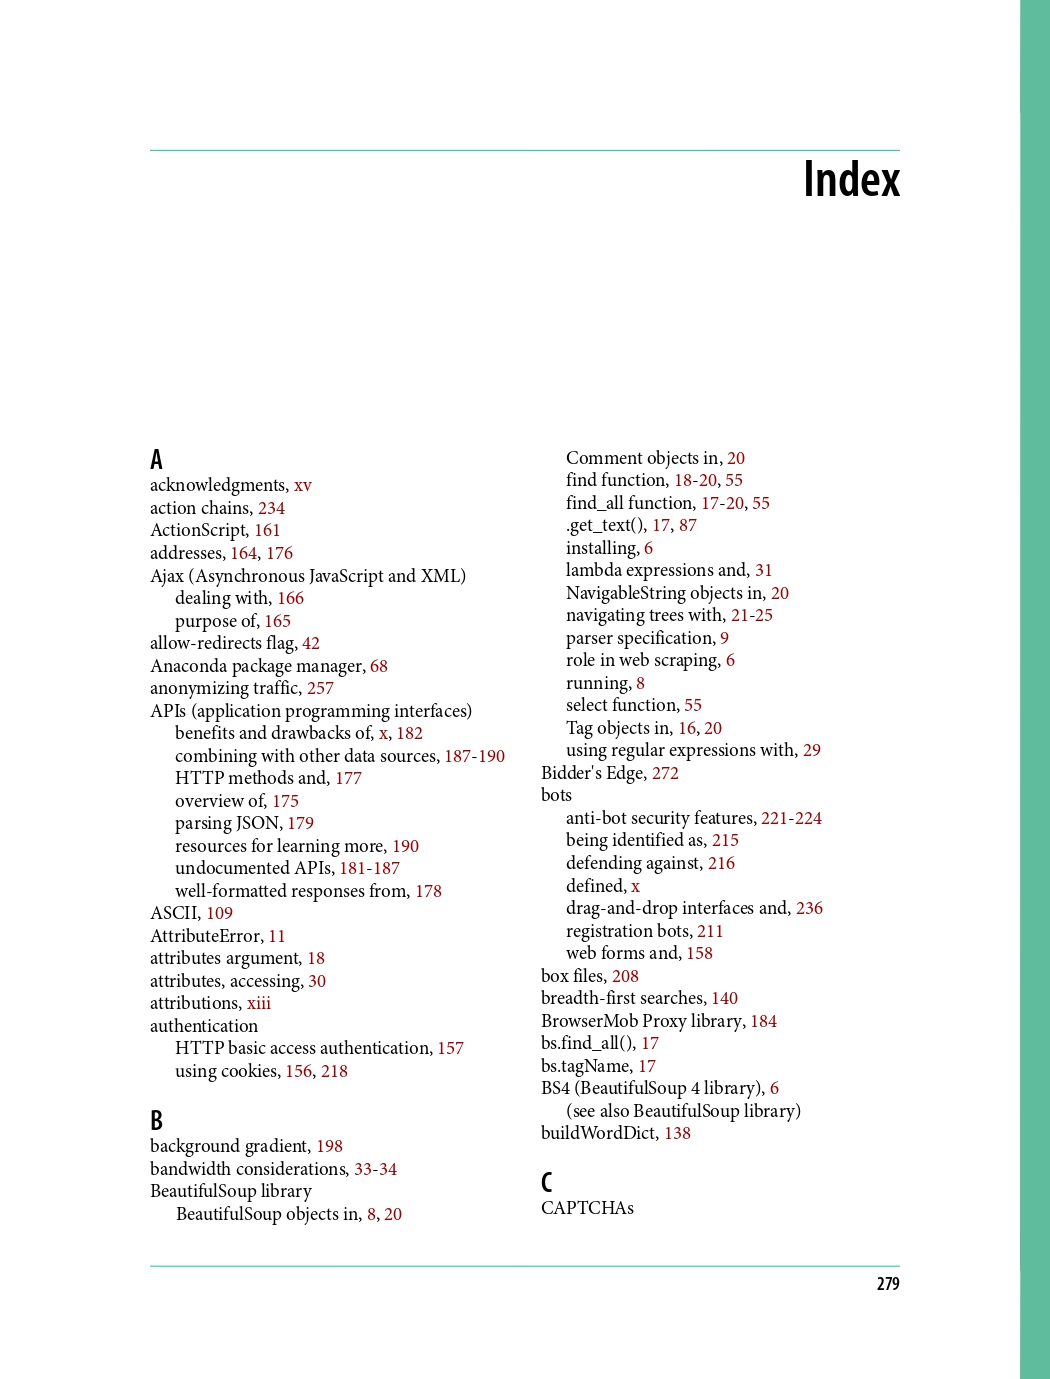 Index
A
acknowledgments, xv
action chains, 234
ActionScript, 161
addresses, 164, 176
Ajax (Asynchronous JavaScript and XML)
dealing with, 166
purpose of, 165
allow-redirects flag, 42
Anaconda package manager, 68
anonymizing traffic, 257
APIs (application programming interfaces)
benefits and drawbacks of, x, 182
combining with other data sources, 187-190
HTTP methods and, 177
overview of, 175
parsing JSON, 179
resources for learning more, 190
undocumented APIs, 181-187
well-formatted responses from, 178
ASCII, 109
AttributeError, 11
attributes argument, 18
attributes, accessing, 30
attributions, xiii
authentication
HTTP basic access authentication, 157
using cookies, 156, 218
B
background gradient, 198
bandwidth considerations, 33-34
BeautifulSoup library
BeautifulSoup objects in, 8, 20
Comment objects in, 20
find function, 18-20, 55
find_all function, 17-20, 55
.get_text(), 17, 87
installing, 6
lambda expressions and, 31
NavigableString objects in, 20
navigating trees with, 21-25
parser specification, 9
role in web scraping, 6
running, 8
select function, 55
Tag objects in, 16, 20
using regular expressions with, 29
Bidder's Edge, 272
bots
anti-bot security features, 221-224
being identified as, 215
defending against, 216
defined, x
drag-and-drop interfaces and, 236
registration bots, 211
web forms and, 158
box files, 208
breadth-first searches, 140
BrowserMob Proxy library, 184
bs.find_all(), 17
bs.tagName, 17
BS4 (BeautifulSoup 4 library), 6
(see also BeautifulSoup library)
buildWordDict, 138
C
CAPTCHAs
279